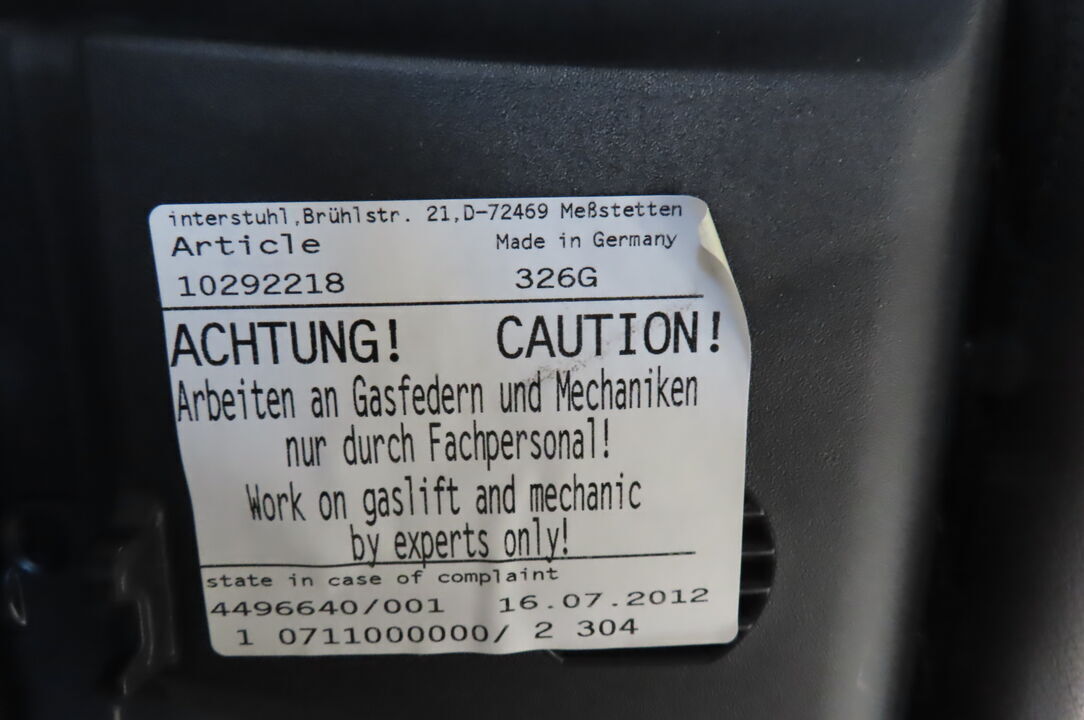 interstuhl,Brühlstr. 21,D-72469 Meßstetten
Article Made in Germany
10292218 326G
ACHTUNG! CAUTION!
Arbeiten an Gasfedern und Mechaniken
nur durch Fachpersonal!
Work on gaslift and mechanic
by experts only!
state in case of complaint
4496640/001 16.07.2012
1 0711000000/ 2 304